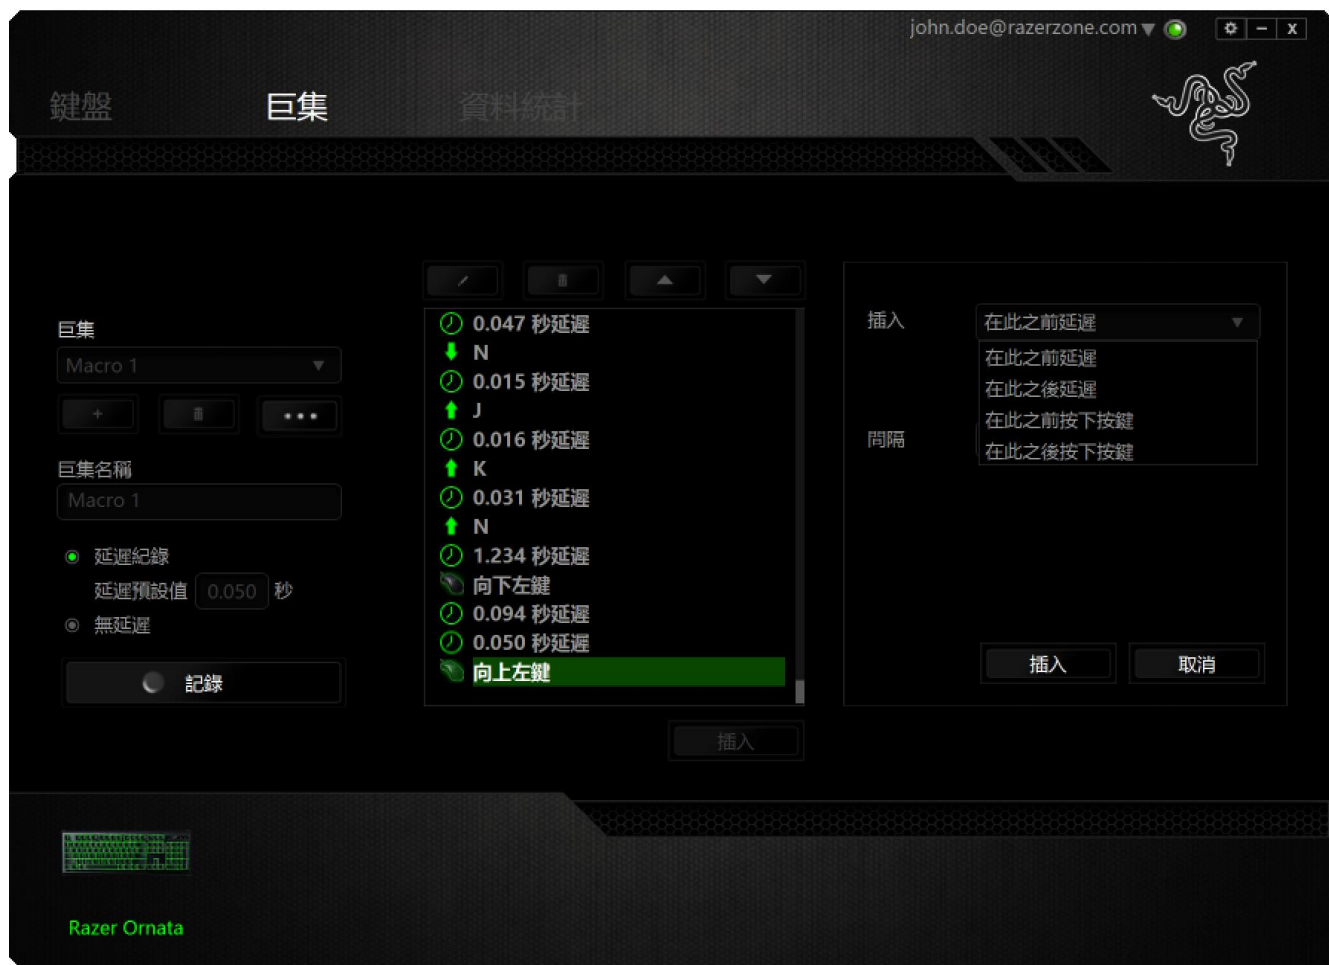 john.doe@razerzone.com
鍵盤
巨集
資料統計
巨集
Macro 1
巨集名稱
Macro 1
延遲紀錄
延遲預設值 0.050 秒
無延遲
記錄
0.047 秒延遲
N
0.015 秒延遲
J
0.016 秒延遲
K
0.031 秒延遲
N
1.234 秒延遲
向下左鍵
0.094 秒延遲
0.050 秒延遲
向上左鍵
插入
插入
在此之前延遲
在此之前延遲
在此之後延遲
在此之前按下按鍵
在此之後按下按鍵
間隔
插入
取消
Razer Ornata